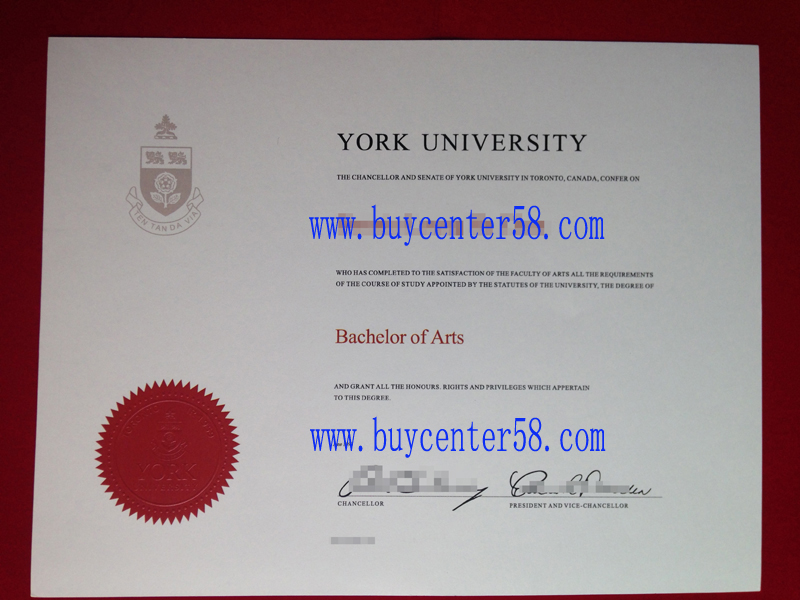 YORK UNIVERSITY
THE CHANCELLOR AND SENATE OF YORK UNIVERSITY IN TORONTO, CANADA, CONFER ON
www.buycenter58.com
WHO HAS COMPLETED TO THE SATISFACTION OF THE FACULTY OF ARTS ALL THE REQUIREMENTS
OF THE COURSE OF STUDY APPOINTED BY THE STATUTES OF THE UNIVERSITY, THE DEGREE OF
Bachelor of Arts
AND GRANT ALL THE HONOURS. RIGHTS AND PRIVILEGES WHICH APPERTAIN
TO THIS DEGREE.
www.buycenter58.com
CHANCELLOR
PRESIDENT AND VICE-CHANCELLOR
TEN TAN DA VIA
YORK